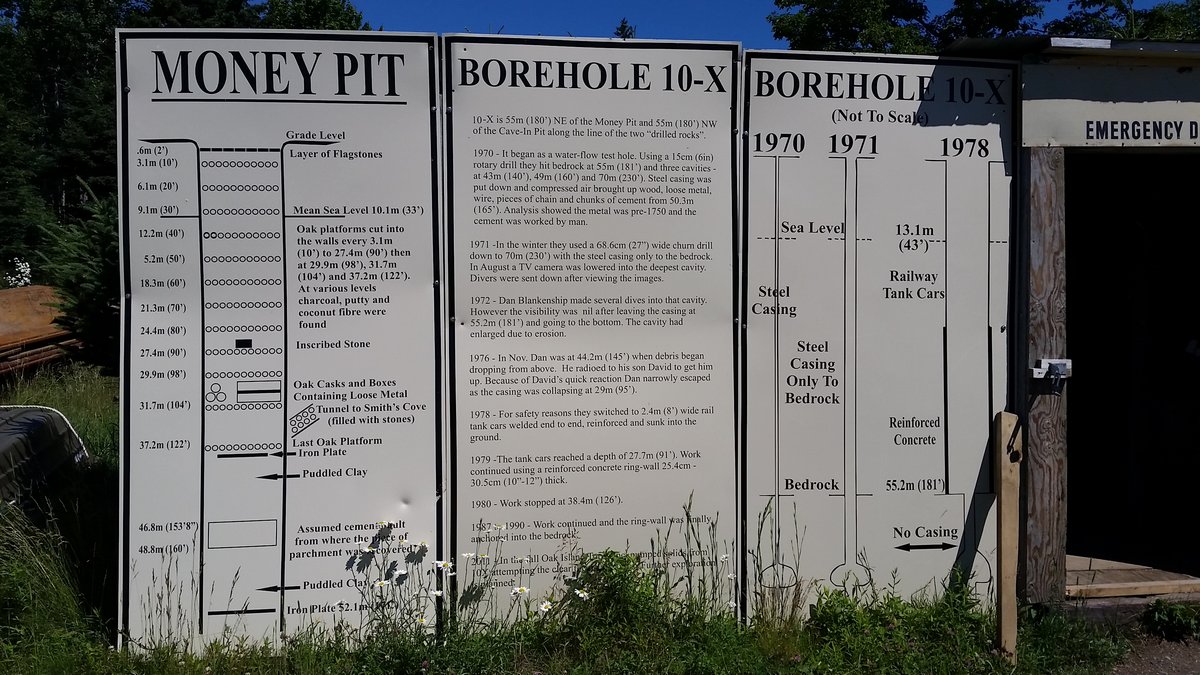 MONEY PIT
Grade Level
.6m (2')
Layer of Flagstones
3.1m (10')
6.1m (20')
9.1m (30')
Mean Sea Level 10.1m (33')
12.2m (40')
Oak platforms cut into
the walls every 3.1m
(10') to 27.4m (90') then
at 29.9m (98'), 31.7m
(104') and 37.2m (122').
At various levels
charcoal, putty and
coconut fibre were
found
5.2m (50')
18.3m (60')
21.3m (70')
24.4m (80')
Inscribed Stone
27.4m (90')
29.9m (98')
Oak Casks and Boxes
Containing Loose Metal
31.7m (104')
Tunnel to Smith's Cove
(filled with stones)
37.2m (122')
Last Oak Platform
Iron Plate
Puddled Clay
46.8m (153'8")
48.8m (160')
Assumed cement
from where the piece of
parchment was
Puddled Clay
Iron Plate 52.1m
BOREHOLE 10-X
10-X is 55m (180') NE of the Money Pit and 55m (180') NW
of the Cave-In Pit along the line of the two "drilled rocks".
1970 - It began as a water-flow test hole. Using a 15cm (6in)
rotary drill they hit bedrock at 55m (181') and three cavities -
at 43m (140'), 49m (160') and 70m (230'). Steel casing was
put down and compressed air brought up wood, loose metal,
wire, pieces of chain and chunks of cement from 50.3m
(165'). Analysis showed the metal was pre-1750 and the
cement was worked by man.
1971 -In the winter they used a 68.6cm (27") wide churn drill
down to 70m (230') with the steel casing only to the bedrock.
In August a TV camera was lowered into the deepest cavity.
Divers were sent down after viewing the images.
1972 - Dan Blankenship made several dives into that cavity.
However the visibility was nil after leaving the casing at
55.2m (181') and going to the bottom. The cavity had
enlarged due to erosion.
1976 - In Nov. Dan was at 44.2m (145') when debris began
dropping from above. He radioed to his son David to get him
up. Because of David's quick reaction Dan narrowly escaped
as the casing was collapsing at 29m (95').
1978 - For safety reasons they switched to 2.4m (8') wide rail
tank cars welded end to end, reinforced and sunk into the
ground.
1979 -The tank cars reached a depth of 27.7m (91'). Work
continued using a reinforced concrete ring-wall 25.4cm -
30.5cm (10"-12") thick.
1980 - Work stopped at 38.4m (126').
1987 - 1990 - Work continued and the ring-wall was finally
anchored into the bedrock.
In the Oak from
10X attempting the exploration
BOREHOLE 10-X
(Not To Scale)
1970 1971 1978
Sea Level
13.1m
(43')
Railway
Tank Cars
Steel
Casing
Steel
Casing
Only To
Bedrock
Reinforced
Concrete
Bedrock
55.2m (181')
No Casing
EMERGENCY D